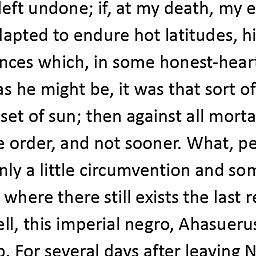 left undone; if, at my death, my e
lapted to endure hot latitudes, hi
nces which, in some honest-heart
as he might be, it was that sort of
set of sun; then against all morta
e order, and not sooner. What, pe
nly a little circumvention and som
where there still exists the last re
ell, this imperial negro, Ahasuerus
o. For several days after leaving N